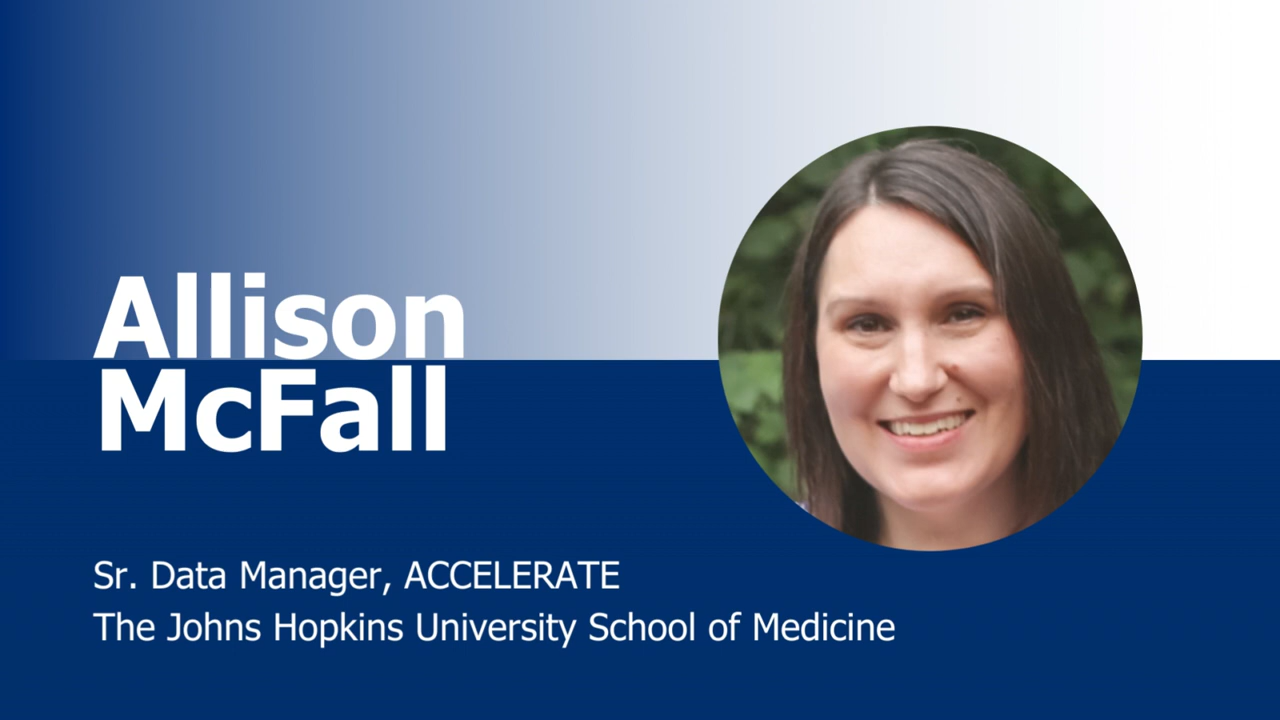 Allison
McFall
Sr. Data Manager, ACCELERATE
The Johns Hopkins University School of Medicine